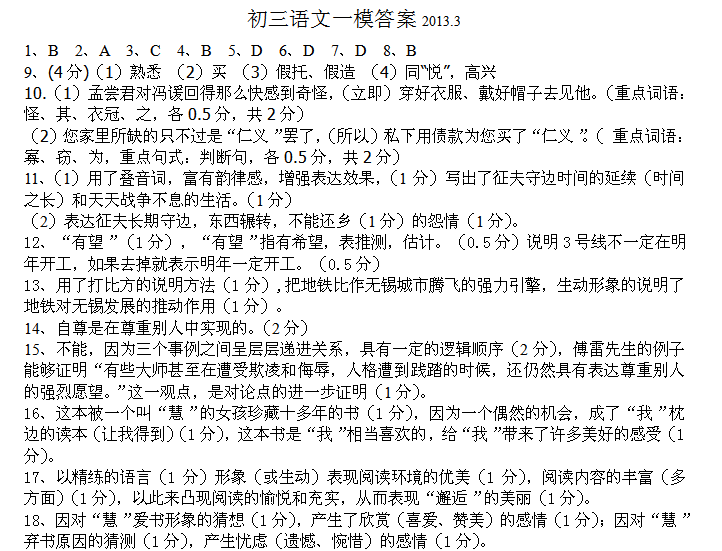 初三语文一模答案 2013.3
1、B 2、A 3、C 4、B 5、D 6、D 7、D 8、B
9、(4分)（1）熟悉 （2）买 （3）假托、假造 （4）同“悦”，高兴
10.（1）孟尝君对冯谖回得那么快感到奇怪，（立即）穿好衣服、戴好帽子去见他。（重点词语：
怪、其、衣冠、之，各0.5分，共2分）
（2）您家里所缺的只不过是“仁义”罢了，（所以）私下用债款为您买了“仁义”。（ 重点词语：
寡、窃、为，重点句式：判断句，各0.5分，共2分）
11、（1）用了叠音词，富有韵律感，增强表达效果，（1分）写出了征夫守边时间的延续（时间
之长）和天天战争不息的生活。（1分）
（2）表达征夫长期守边，东西辗转，不能还乡（1分）的怨情（1分）。
12、“有望”（1分），“有望”指有希望，表推测，估计。（0.5分）说明3号线不一定在明
年开工，如果去掉就表示明年一定开工。（0.5分）
13、用了打比方的说明方法（1分）,把地铁比作无锡城市腾飞的强力引擎，生动形象的说明了
地铁对无锡发展的推动作用（1分）。
14、自尊是在尊重别人中实现的。（2分）
15、不能，因为三个事例之间呈层层递进关系，具有一定的逻辑顺序（2分），傅雷先生的例子
能够证明“有些大师甚至在遭受欺凌和侮辱，人格遭到践踏的时候，还仍然具有表达尊重别人
的强烈愿望。”这一观点，是对论点的进一步证明（1分）。
16、这本被一个叫“慧”的女孩珍藏十多年的书（1分），因为一个偶然的机会，成了“我”枕
边的读本（让我得到）（1分），这本书是“我”相当喜欢的，给“我”带来了许多美好的感受（1
分）。
17、以精练的语言（1分）形象（或生动）表现阅读环境的优美（1分），阅读内容的丰富（多
方面）（1分），以此来凸现阅读的愉悦和充实，从而表现“邂逅”的美丽（1分）。
18、因对“慧”爱书形象的猜想（1分），产生了欣赏（喜爱、赞美）的感情（1分）；因对“慧”
弃书原因的猜测（1分），产生忧虑（遗憾、惋惜）的感情（1分）。